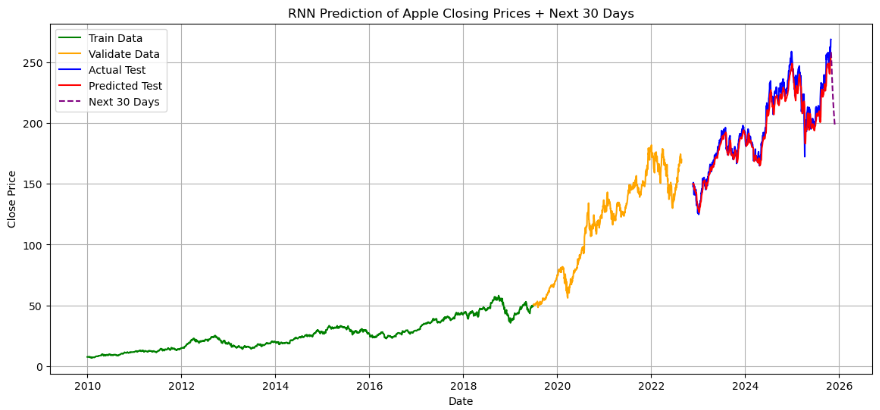 RNN Prediction of Apple Closing Prices + Next 30 Days
Train Data
Validate Data
Actual Test
Predicted Test
Next 30 Days
Close Price
250
200
150
100
50
0
2010 2012 2014 2016 2018 2020 2022 2024 2026
Date